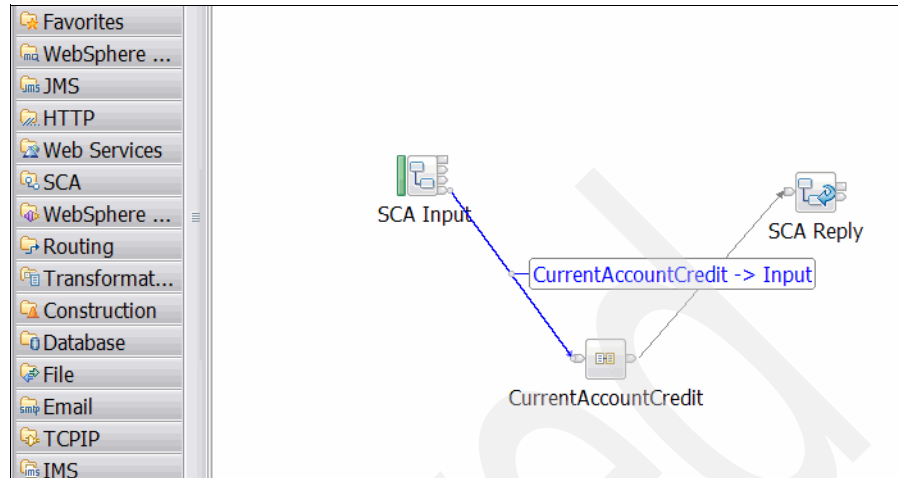 Favorites
WebSphere ...
JMS
HTTP
Web Services
SCA
WebSphere ...
Routing
Transformat...
Construction
Database
File
Email
TCPIP
IMS
SCA Input
SCA Reply
CurrentAccountCredit -> Input
CurrentAccountCredit